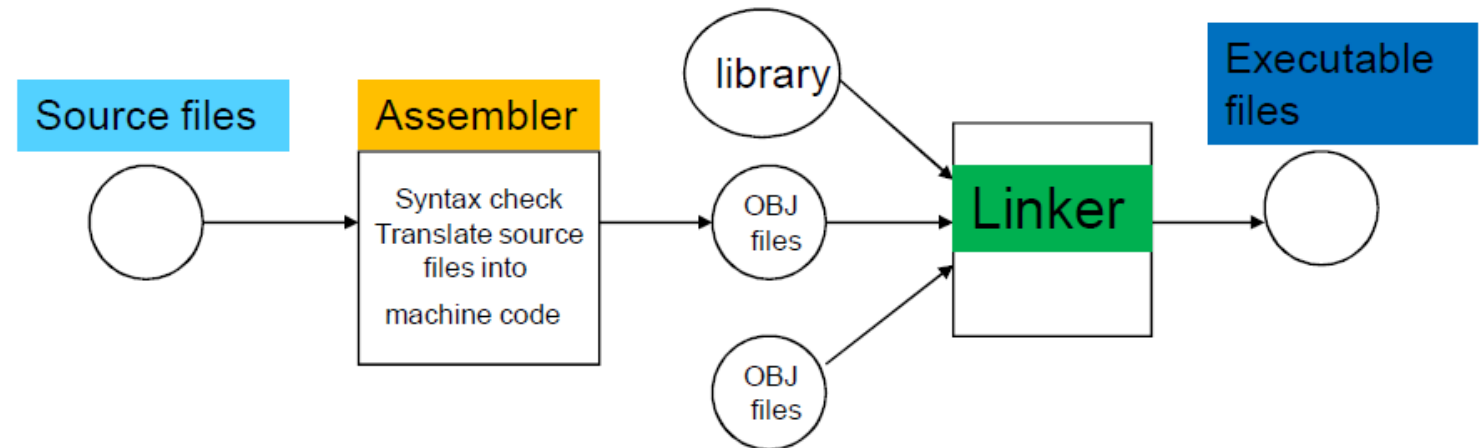 Source files
Assembler
Syntax check
Translate source
files into
machine code
library
OBJ
files
OBJ
files
Linker
Executable
files